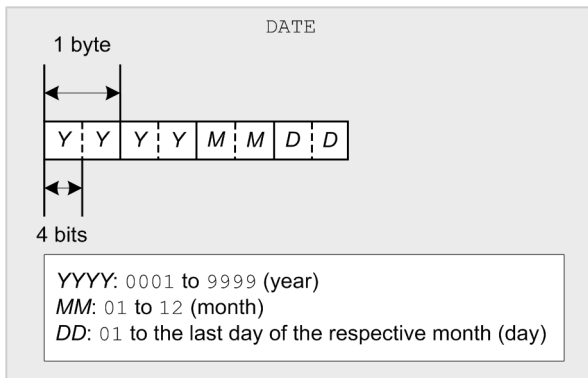 DATE
1 byte
Y Y Y Y M M D D
4 bits
YYYY: 0001 to 9999 (year)
MM: 01 to 12 (month)
DD: 01 to the last day of the respective month (day)